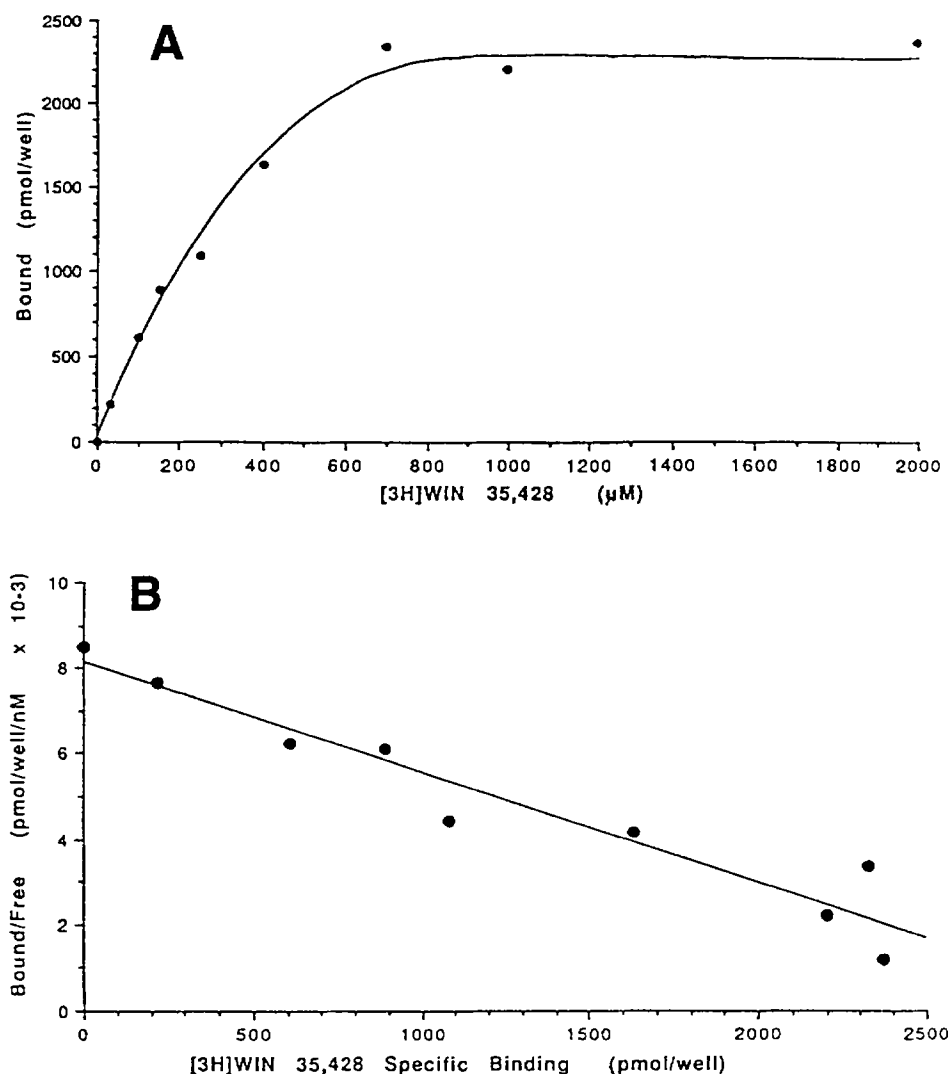 A
2500
2000
1500
1000
500
0
Bound (pmol/well)
0 200 400 600 800 1000 1200 1400 1600 1800 2000
[3H]WIN 35,428 (µM)
B
10
8
6
4
2
0
Bound/Free (pmol/well/nM x 10-3)
0 500 1000 1500 2000 2500
[3H]WIN 35,428 Specific Binding (pmol/well)